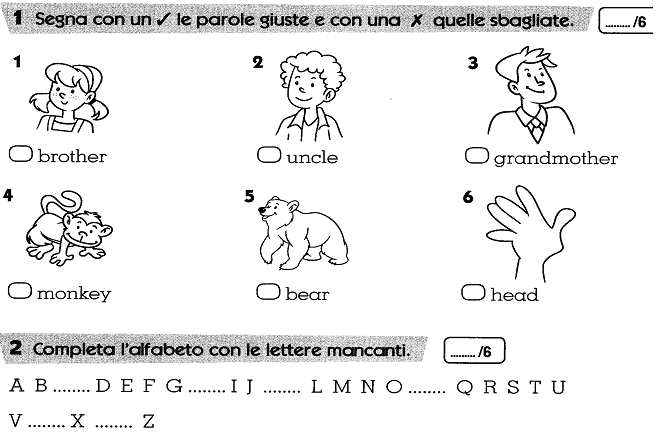 1 Segna con un ✓ le parole giuste e con una ✗ quelle sbagliate. ......... /6
1 2 3
brother uncle grandmother
4 5 6
monkey bear head
2 Completa l'alfabeto con le lettere mancanti. ......... /6
A B ........ D E F G ........ I J ........ L M N O ........ Q R S T U
V ........ X ........ Z